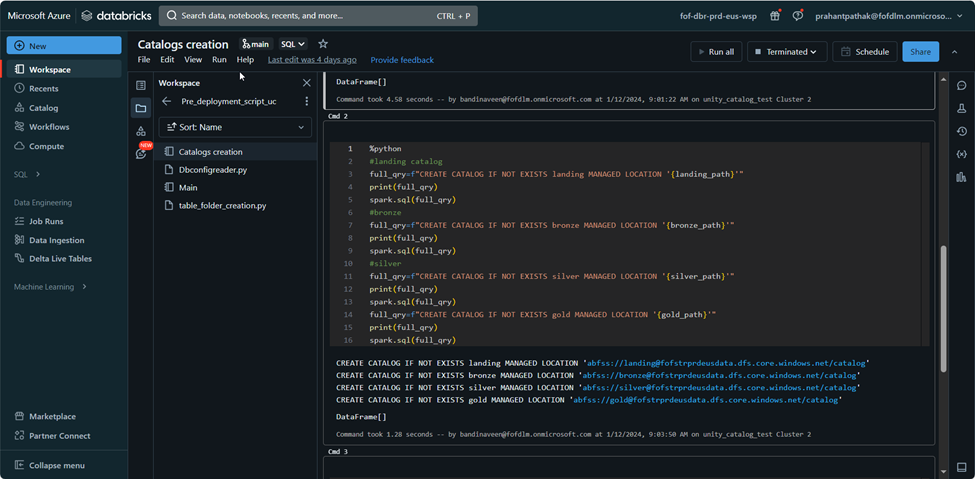 Microsoft Azure databricks Search data, notebooks, recents, and more... CTRL + P fof-dbr-prd-eus-wsp prahantpathak@fofdlm.onmicroso...
New
Workspace
Recents
Catalog
Workflows
Compute
SQL
Data Engineering
Job Runs
Data Ingestion
Delta Live Tables
Machine Learning
Marketplace
Partner Connect
Collapse menu
Catalogs creation main SQL
File Edit View Run Help Last edit was 4 days ago Provide feedback
Run all Terminated Schedule Share
NEW
Workspace
Pre_deployment_script_uc
Sort: Name
Catalogs creation
Dbconfigreader.py
Main
table_folder_creation.py
DataFrame[]
Command took 4.58 seconds -- by bandinaveen@fofdlm.onmicrosoft.com at 1/12/2024, 9:01:22 AM on unity_catalog_test Cluster 2
Cmd 2
1 %python
2 #landing catalog
3 full_qry=f"CREATE CATALOG IF NOT EXISTS landing MANAGED LOCATION '{landing_path}'"
4 print(full_qry)
5 spark.sql(full_qry)
6 #bronze
7 full_qry=f"CREATE CATALOG IF NOT EXISTS bronze MANAGED LOCATION '{bronze_path}'"
8 print(full_qry)
9 spark.sql(full_qry)
10 #silver
11 full_qry=f"CREATE CATALOG IF NOT EXISTS silver MANAGED LOCATION '{silver_path}'"
12 print(full_qry)
13 spark.sql(full_qry)
14 full_qry=f"CREATE CATALOG IF NOT EXISTS gold MANAGED LOCATION '{gold_path}'"
15 print(full_qry)
16 spark.sql(full_qry)
CREATE CATALOG IF NOT EXISTS landing MANAGED LOCATION 'abfss://landing@fofstrprdeusdata.dfs.core.windows.net/catalog'
CREATE CATALOG IF NOT EXISTS bronze MANAGED LOCATION 'abfss://bronze@fofstrprdeusdata.dfs.core.windows.net/catalog'
CREATE CATALOG IF NOT EXISTS silver MANAGED LOCATION 'abfss://silver@fofstrprdeusdata.dfs.core.windows.net/catalog'
CREATE CATALOG IF NOT EXISTS gold MANAGED LOCATION 'abfss://gold@fofstrprdeusdata.dfs.core.windows.net/catalog'
DataFrame[]
Command took 1.28 seconds -- by bandinaveen@fofdlm.onmicrosoft.com at 1/12/2024, 9:03:50 AM on unity_catalog_test Cluster 2
Cmd 3